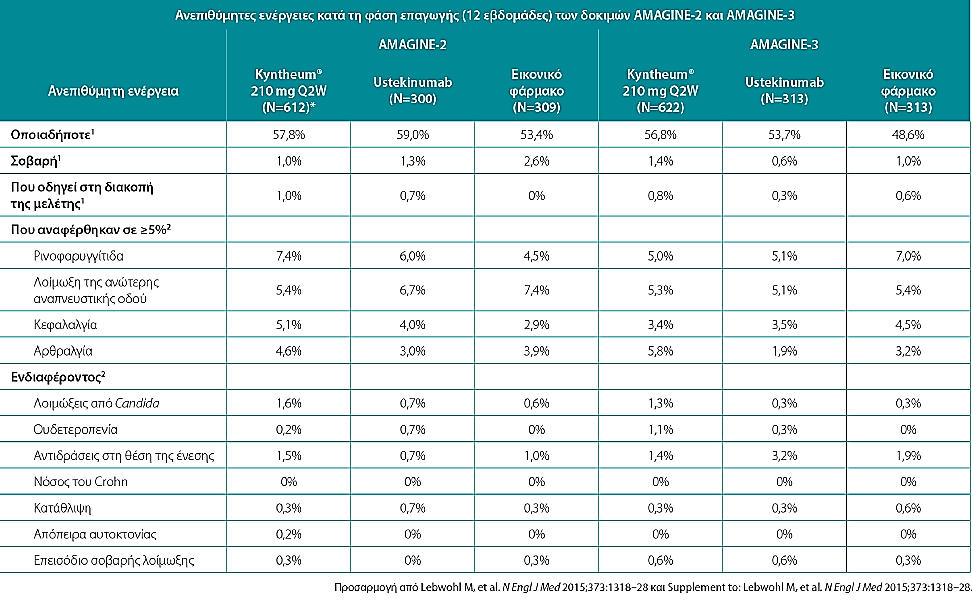 Ανεπιθύμητες ενέργειες κατά τη φάση επαγωγής (12 εβδομάδες) των δοκιμών AMAGINE-2 και AMAGINE-3
AMAGINE-2 AMAGINE-3
Ανεπιθύμητη ενέργεια Kyntheum® 210 mg Q2W (N=612)* Ustekinumab (N=300) Εικονικό φάρμακο (N=309) Kyntheum® 210 mg Q2W (N=622) Ustekinumab (N=313) Εικονικό φάρμακο (N=313)
Οποιαδήποτε¹ 57,8% 59,0% 53,4% 56,8% 53,7% 48,6%
Σοβαρή¹ 1,0% 1,3% 2,6% 1,4% 0,6% 1,0%
Που οδηγεί στη διακοπή
της μελέτης¹ 1,0% 0,7% 0% 0,8% 0,3% 0,6%
Που αναφέρθηκαν σε ≥5%²
Ρινοφαρυγγίτιδα 7,4% 6,0% 4,5% 5,0% 5,1% 7,0%
Λοίμωξη της ανώτερης
αναπνευστικής οδού 5,4% 6,7% 7,4% 5,3% 5,1% 5,4%
Κεφαλαλγία 5,1% 4,0% 2,9% 3,4% 3,5% 4,5%
Αρθραλγία 4,6% 3,0% 3,9% 5,8% 1,9% 3,2%
Ενδιαφέροντος²
Λοιμώξεις από Candida 1,6% 0,7% 0,6% 1,3% 0,3% 0,3%
Ουδετεροπενία 0,2% 0,7% 0% 1,1% 0,3% 0%
Αντιδράσεις στη θέση της ένεσης 1,5% 0,7% 1,0% 1,4% 3,2% 1,9%
Νόσος του Crohn 0% 0% 0% 0% 0% 0%
Κατάθλιψη 0,3% 0,7% 0,3% 0,3% 0,3% 0,6%
Απόπειρα αυτοκτονίας 0,2% 0% 0% 0% 0% 0%
Επεισόδιο σοβαρής λοίμωξης 0,3% 0% 0,3% 0,6% 0,6% 0,3%
Προσαρμογή από Lebwohl M, et al. N Engl J Med 2015;373:1318–28 και Supplement to: Lebwohl M, et al. N Engl J Med 2015;373:1318–28.